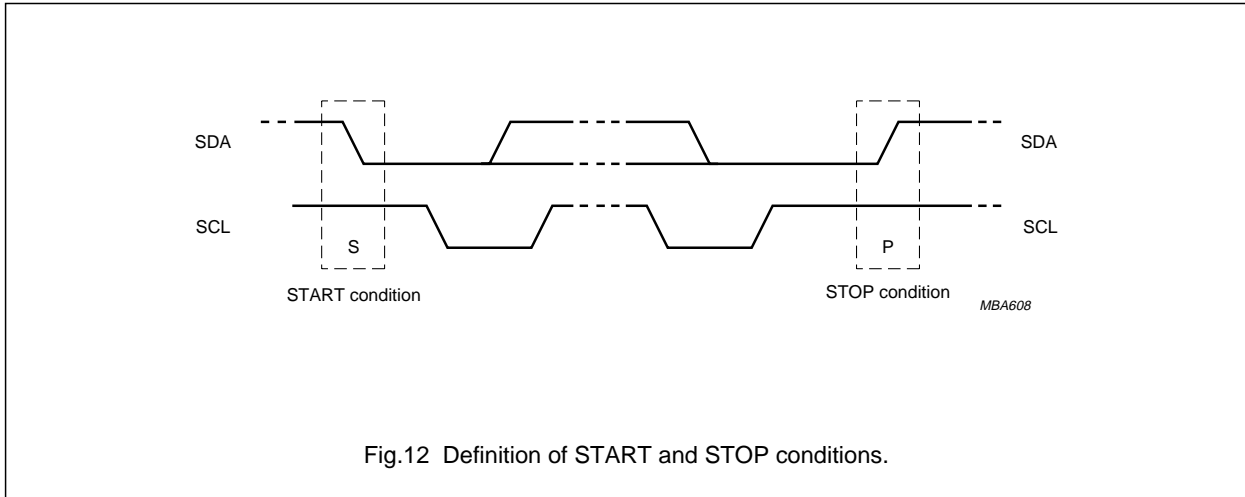 SDA
SDA
SCL
SCL
S
P
START condition
STOP condition
MBA608
Fig.12 Definition of START and STOP conditions.